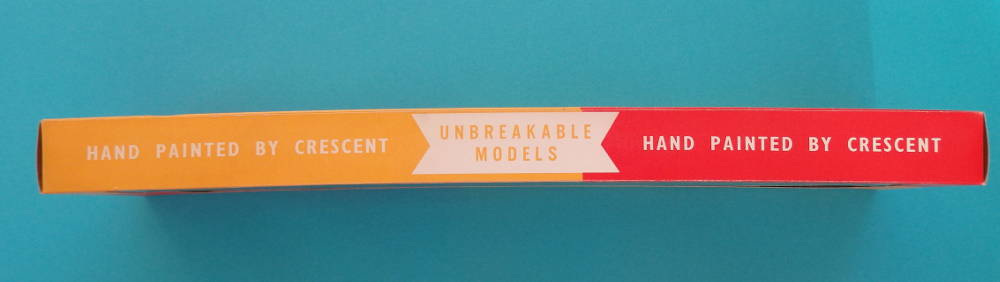 HAND PAINTED BY CRESCENT
UNBREAKABLE
MODELS
HAND PAINTED BY CRESCENT